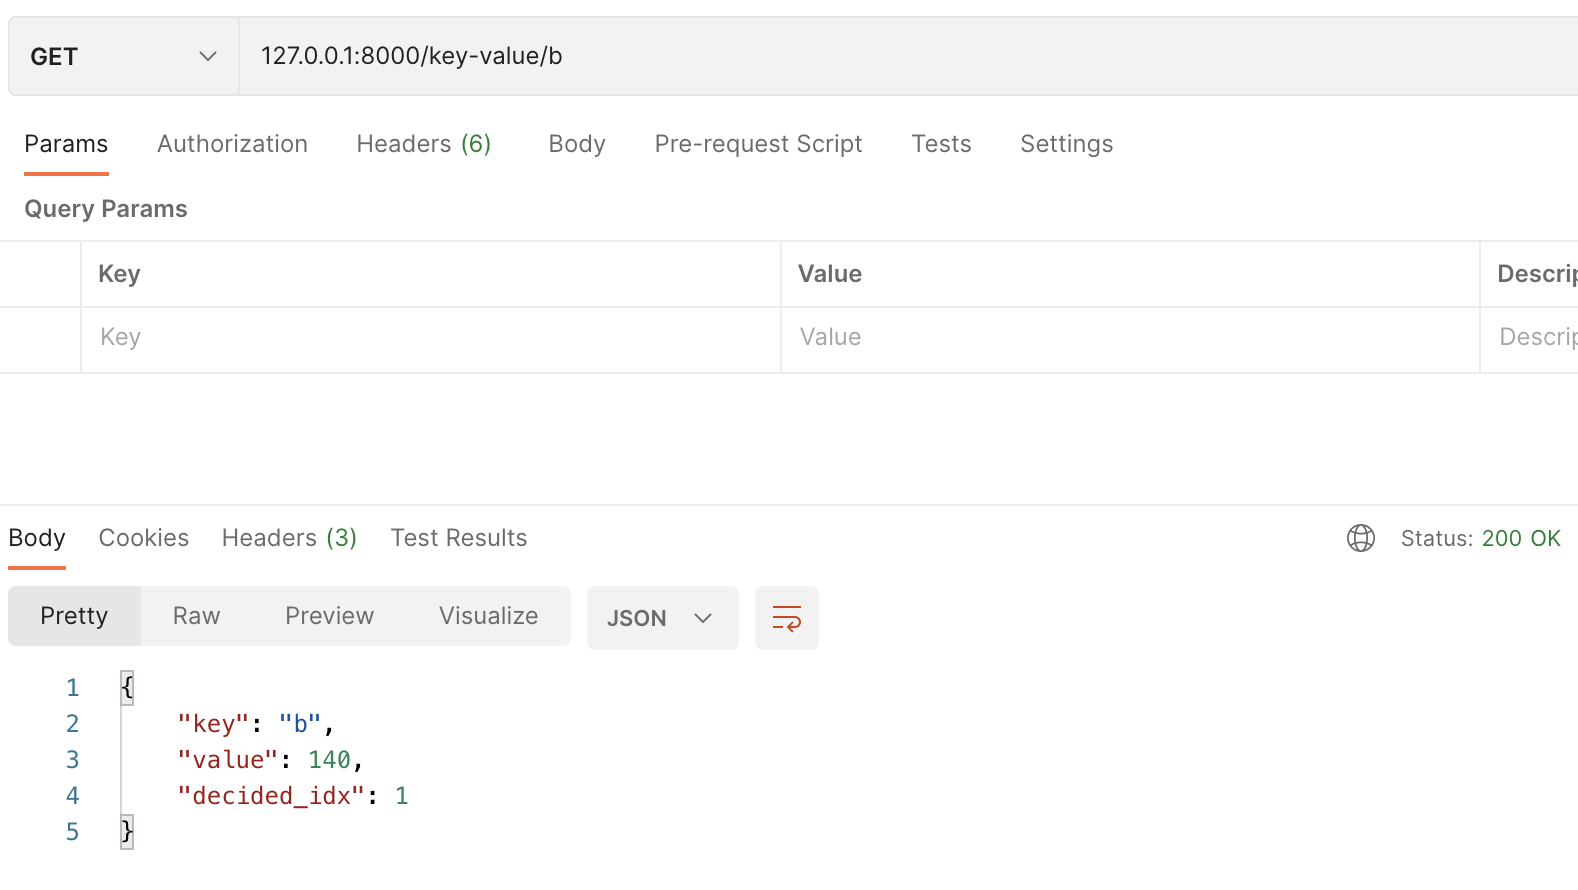 GET 127.0.0.1:8000/key-value/b
Params Authorization Headers (6) Body Pre-request Script Tests Settings
Query Params
Key Value Descrip
Key Value Descrip
Body Cookies Headers (3) Test Results Status: 200 OK
Pretty Raw Preview Visualize JSON
1 {
2 "key": "b",
3 "value": 140,
4 "decided_idx": 1
5 }